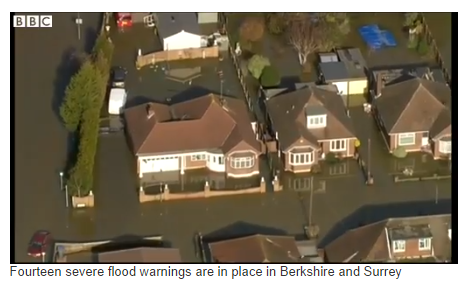 BBC
Fourteen severe flood warnings are in place in Berkshire and Surrey